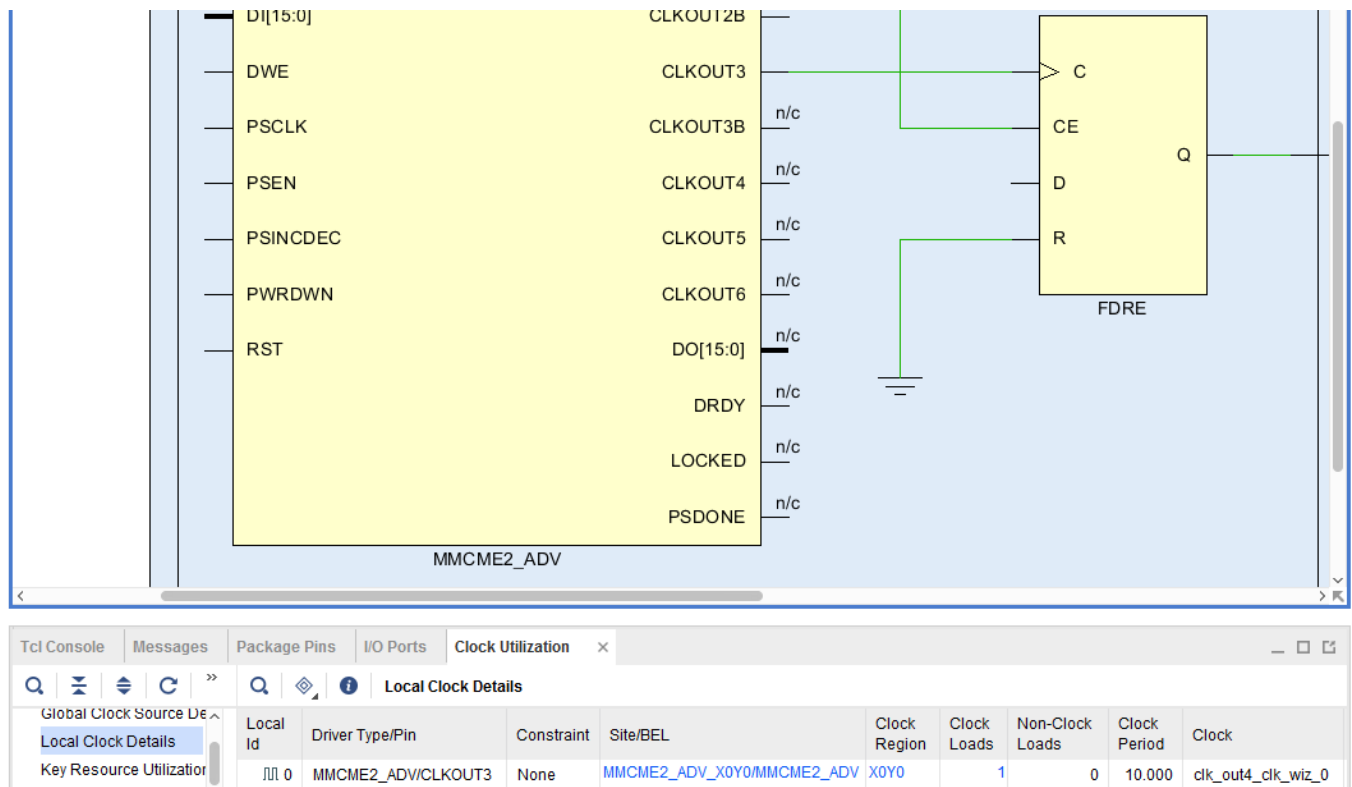 DI[15:0] CLKOUT2B
DWE CLKOUT3 C
n/c
PSCLK CLKOUT3B CE
Q
n/c
PSEN CLKOUT4 D
n/c
PSINCDEC CLKOUT5 R
n/c
PWRDWN CLKOUT6
FDRE
n/c
RST DO[15:0]
n/c
DRDY
n/c
LOCKED
n/c
PSDONE
MMCME2_ADV
Tcl Console Messages Package Pins I/O Ports Clock Utilization
Local Clock Details
Global Clock Source De
Local Clock Details
Key Resource Utilization
Local Id Driver Type/Pin Constraint Site/BEL Clock Region Clock Loads Non-Clock Loads Clock Period Clock
0 MMCME2_ADV/CLKOUT3 None MMCME2_ADV_X0Y0/MMCME2_ADV X0Y0 1 0 10.000 clk_out4_clk_wiz_0